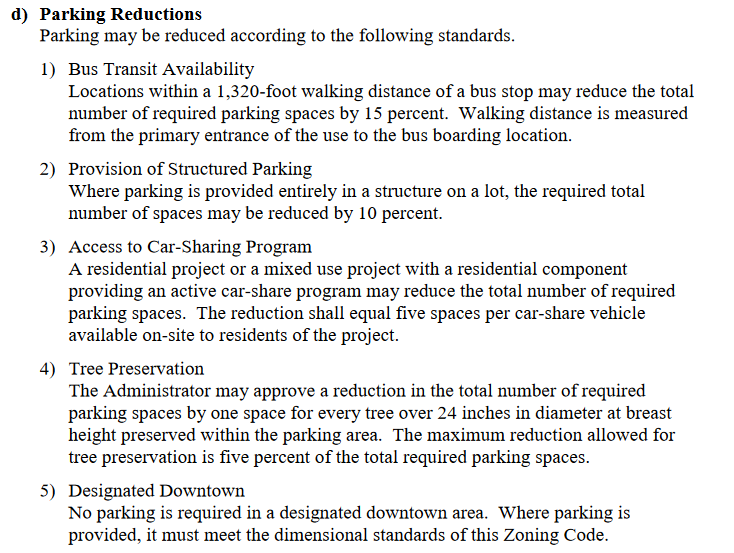 d) Parking Reductions
Parking may be reduced according to the following standards.
1) Bus Transit Availability
Locations within a 1,320-foot walking distance of a bus stop may reduce the total
number of required parking spaces by 15 percent.  Walking distance is measured
from the primary entrance of the use to the bus boarding location.
2) Provision of Structured Parking
Where parking is provided entirely in a structure on a lot, the required total
number of spaces may be reduced by 10 percent.
3) Access to Car-Sharing Program
A residential project or a mixed use project with a residential component
providing an active car-share program may reduce the total number of required
parking spaces.  The reduction shall equal five spaces per car-share vehicle
available on-site to residents of the project.
4) Tree Preservation
The Administrator may approve a reduction in the total number of required
parking spaces by one space for every tree over 24 inches in diameter at breast
height preserved within the parking area.  The maximum reduction allowed for
tree preservation is five percent of the total required parking spaces.
5) Designated Downtown
No parking is required in a designated downtown area.  Where parking is
provided, it must meet the dimensional standards of this Zoning Code.